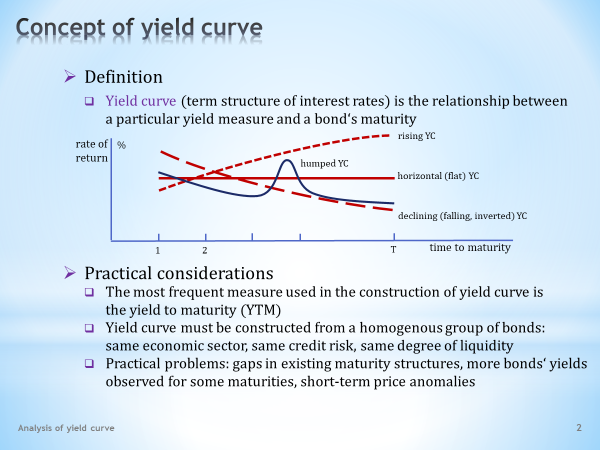 Concept of yield curve
Definition
Yield curve (term structure of interest rates) is the relationship between
a particular yield measure and a bond‘s maturity
rate of
return
%
rising YC
humped YC
horizontal (flat) YC
declining (falling, inverted) YC
1
2
T
time to maturity
Practical considerations
The most frequent measure used in the construction of yield curve is
the yield to maturity (YTM)
Yield curve must be constructed from a homogenous group of bonds:
same economic sector, same credit risk, same degree of liquidity
Practical problems: gaps in existing maturity structures, more bonds‘ yields
observed for some maturities, short-term price anomalies
Analysis of yield curve
2